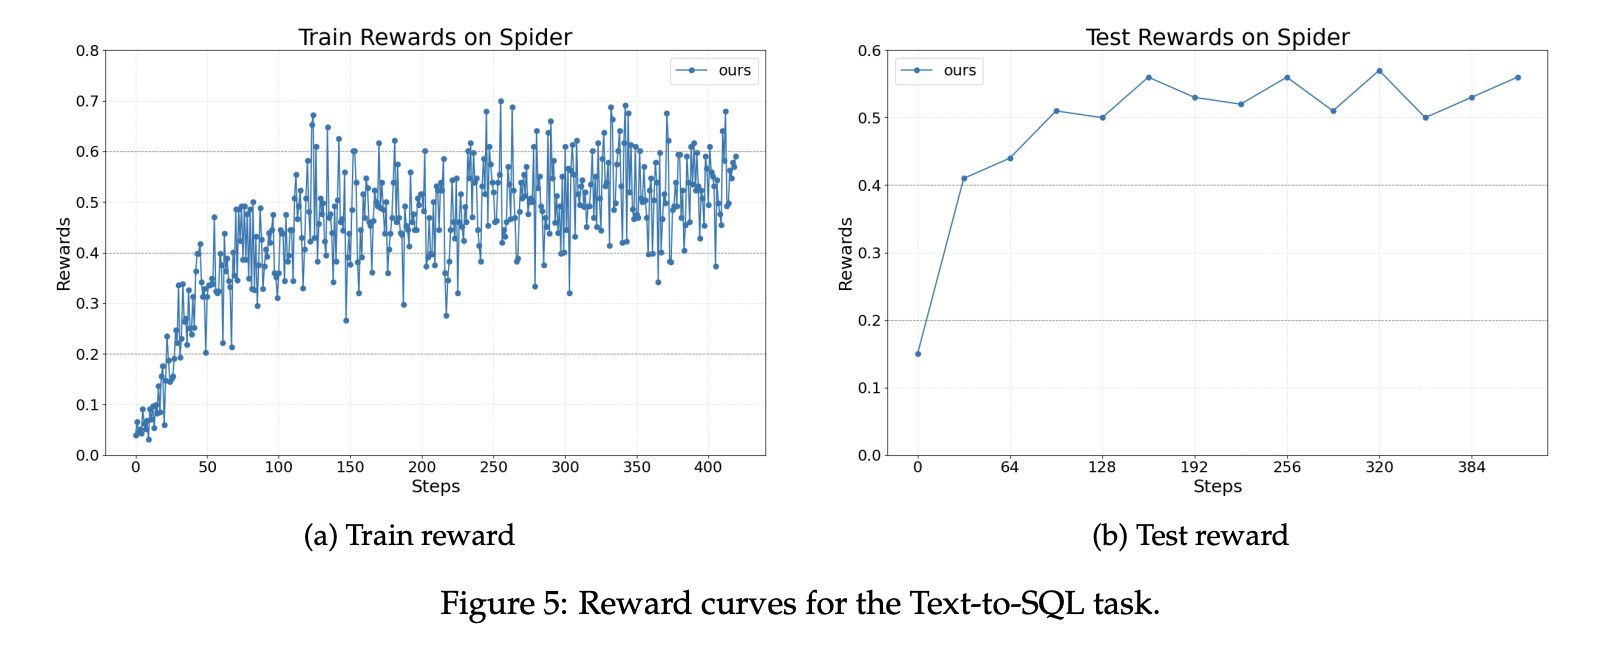 Train Rewards on Spider
0.8
0.7
0.6
0.5
0.4
0.3
0.2
0.1
0.0
Rewards
ours
0 50 100 150 200 250 300 350 400
Steps
(a) Train reward
Test Rewards on Spider
0.6
0.5
0.4
0.3
0.2
0.1
0.0
Rewards
ours
0 64 128 192 256 320 384
Steps
(b) Test reward
Figure 5: Reward curves for the Text-to-SQL task.